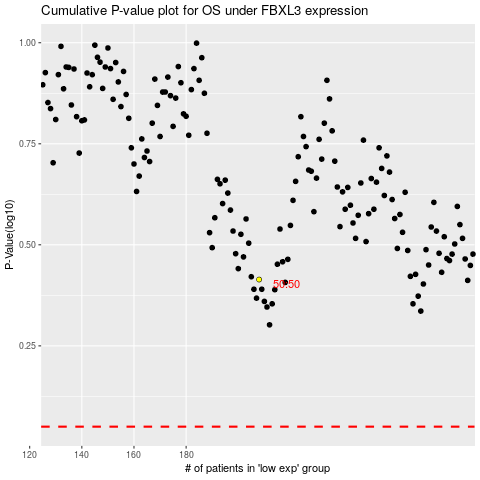 Cumulative P-value plot for OS under FBXL3 expression
P-Value(log10)
1.00
0.75
0.50
0.25
50:50
120 140 160 180
# of patients in 'low exp' group